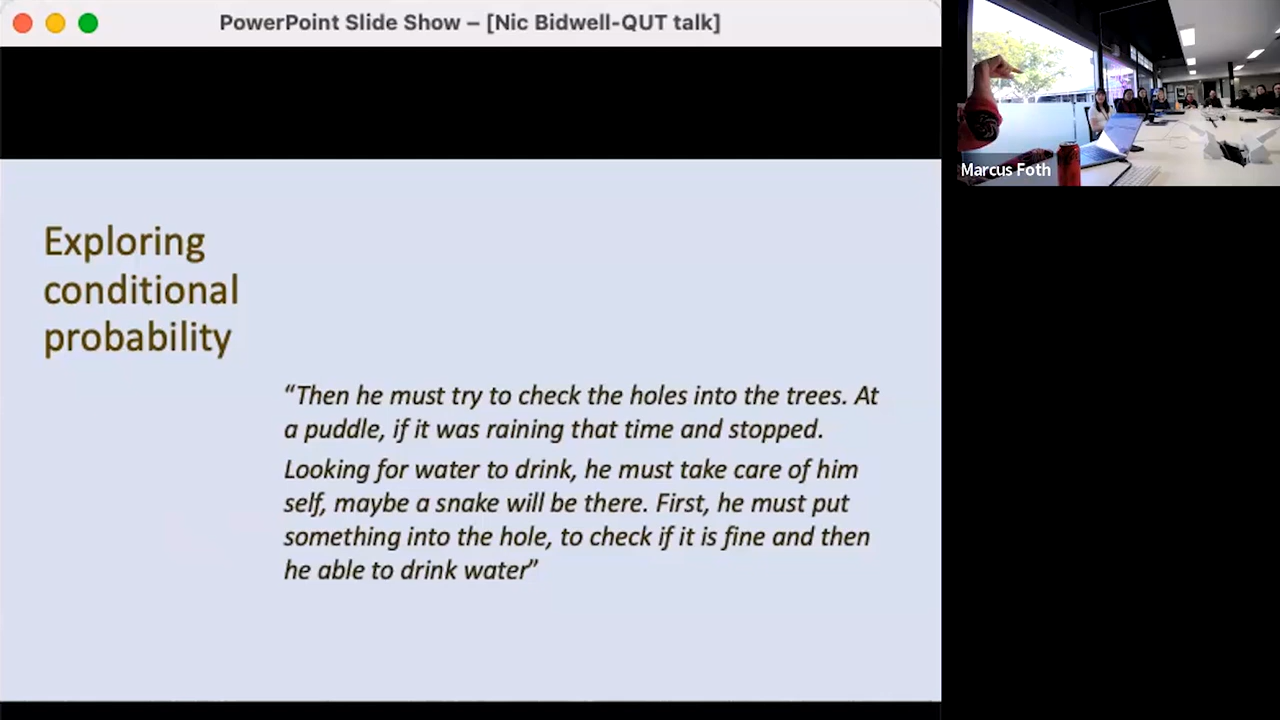 PowerPoint Slide Show – [Nic Bidwell-QUT talk]
Exploring
conditional
probability
“Then he must try to check the holes into the trees. At
a puddle, if it was raining that time and stopped.
Looking for water to drink, he must take care of him
self, maybe a snake will be there. First, he must put
something into the hole, to check if it is fine and then
he able to drink water”
Marcus Foth